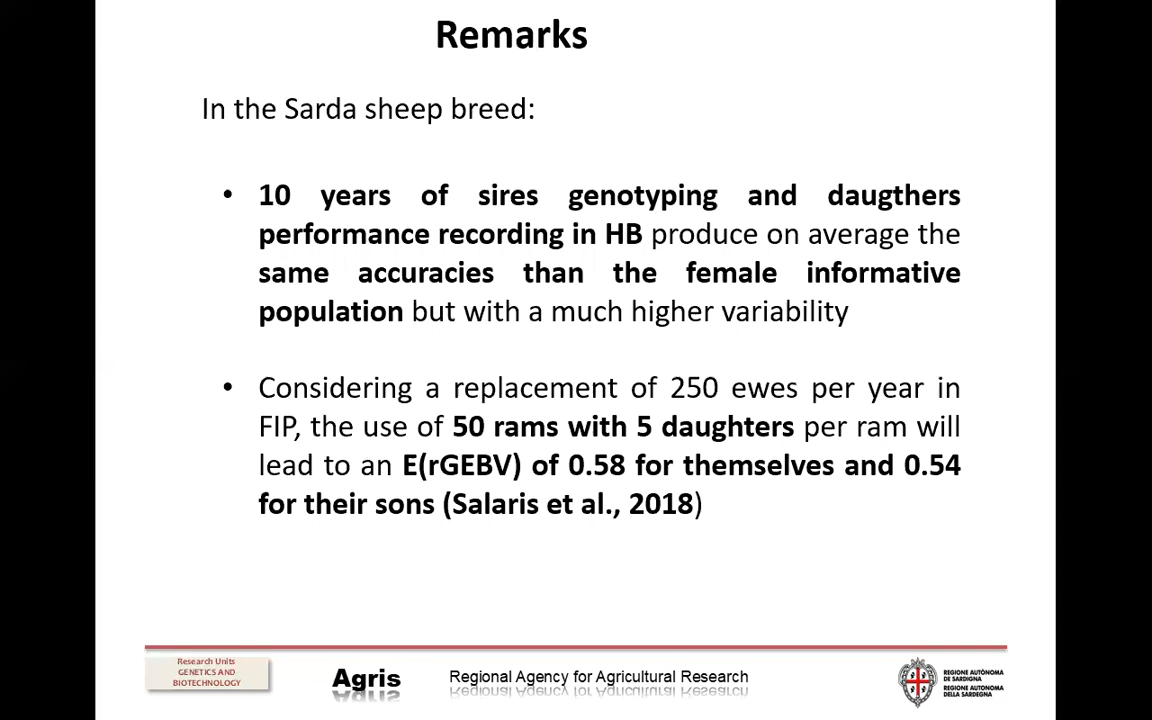 Remarks
In the Sarda sheep breed:
• 10 years of sires genotyping and daugthers
performance recording in HB produce on average the
same accuracies than the female informative
population but with a much higher variability
• Considering a replacement of 250 ewes per year in
FIP, the use of 50 rams with 5 daughters per ram will
lead to an E(rGEBV) of 0.58 for themselves and 0.54
for their sons (Salaris et al., 2018)
Research Units
GENETICS AND
BIOTECHNOLOGY
Agris
Regional Agency for Agricultural Research
REGIONE AUTÒNOMA
DE SARDIGNA
REGIONE AUTONOMA
DELLA SARDEGNA